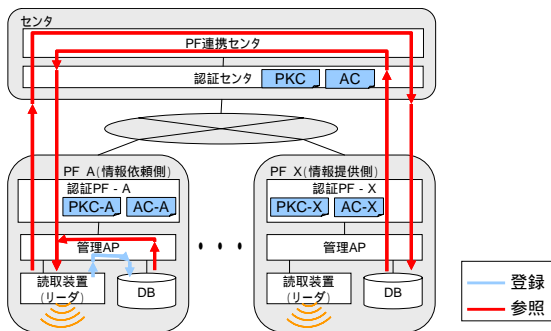 センタ
PF連携センタ
認証センタ PKC AC
PF_A(情報依頼側)
認証PF - A
PKC-A AC-A
管理AP
読取装置
(リーダ)
DB
・・・
PF_X(情報提供側)
認証PF - X
PKC-X AC-X
管理AP
読取装置
(リーダ)
DB
登録
参照